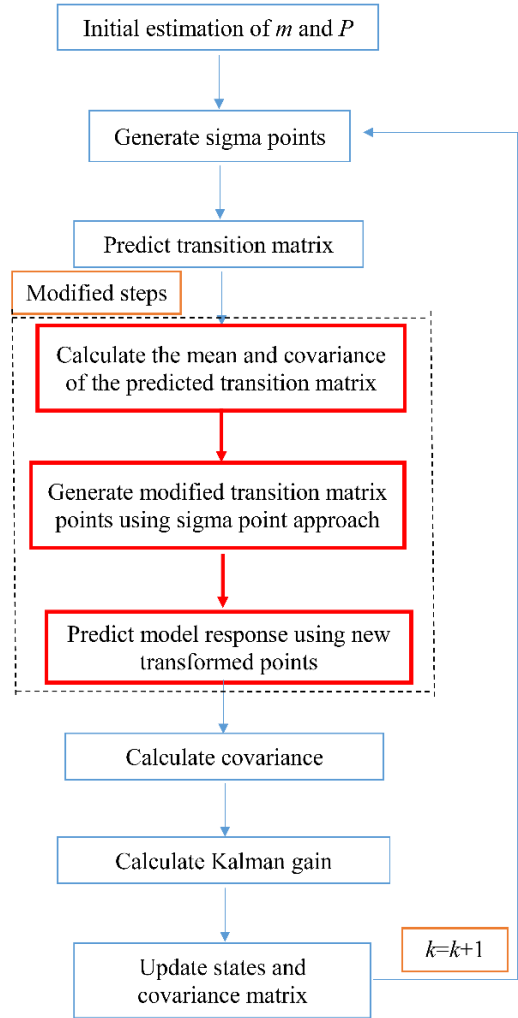 Initial estimation of m and P
Generate sigma points
Predict transition matrix
Modified steps
Calculate the mean and covariance
of the predicted transition matrix
Generate modified transition matrix
points using sigma point approach
Predict model response using new
transformed points
Calculate covariance
Calculate Kalman gain
Update states and
covariance matrix
k=k+1